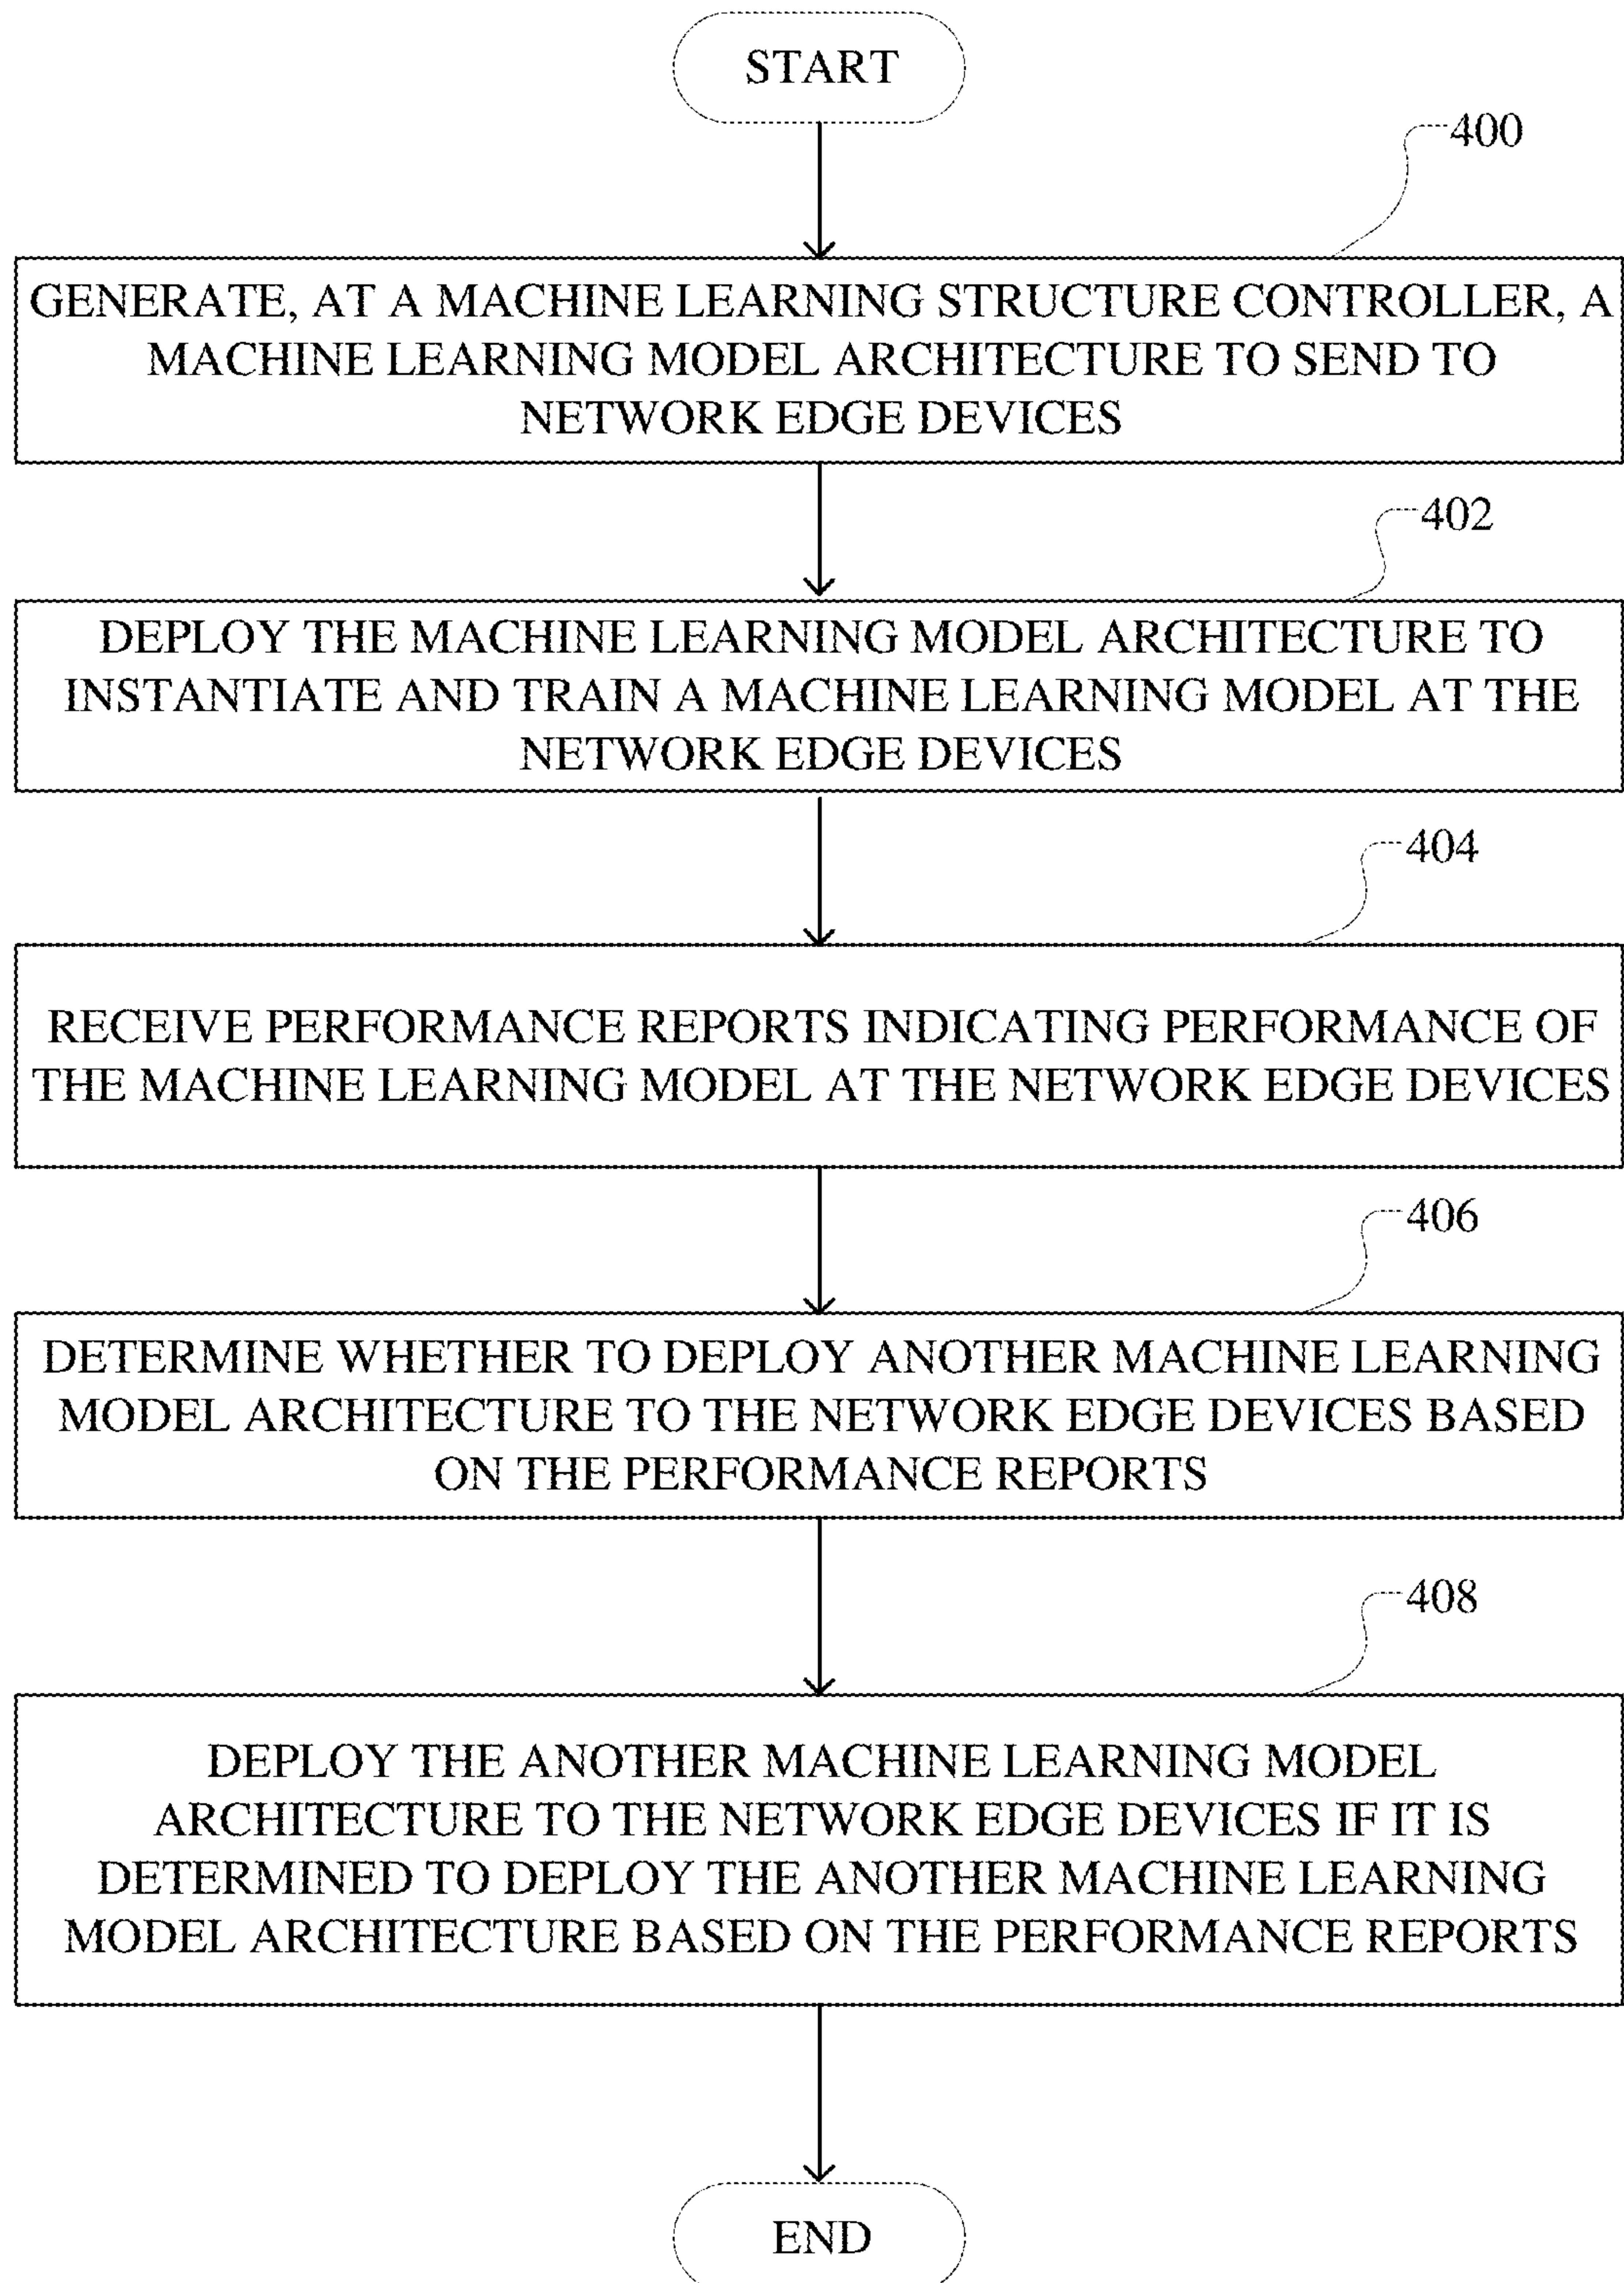 START
400
GENERATE, AT A MACHINE LEARNING STRUCTURE CONTROLLER, A
MACHINE LEARNING MODEL ARCHITECTURE TO SEND TO
NETWORK EDGE DEVICES
402
DEPLOY THE MACHINE LEARNING MODEL ARCHITECTURE TO
INSTANTIATE AND TRAIN A MACHINE LEARNING MODEL AT THE
NETWORK EDGE DEVICES
404
RECEIVE PERFORMANCE REPORTS INDICATING PERFORMANCE OF
THE MACHINE LEARNING MODEL AT THE NETWORK EDGE DEVICES
406
DETERMINE WHETHER TO DEPLOY ANOTHER MACHINE LEARNING
MODEL ARCHITECTURE TO THE NETWORK EDGE DEVICES BASED
ON THE PERFORMANCE REPORTS
408
DEPLOY THE ANOTHER MACHINE LEARNING MODEL
ARCHITECTURE TO THE NETWORK EDGE DEVICES IF IT IS
DETERMINED TO DEPLOY THE ANOTHER MACHINE LEARNING
MODEL ARCHITECTURE BASED ON THE PERFORMANCE REPORTS
END